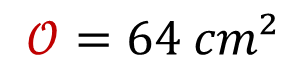 𝒪 = 64 cm²